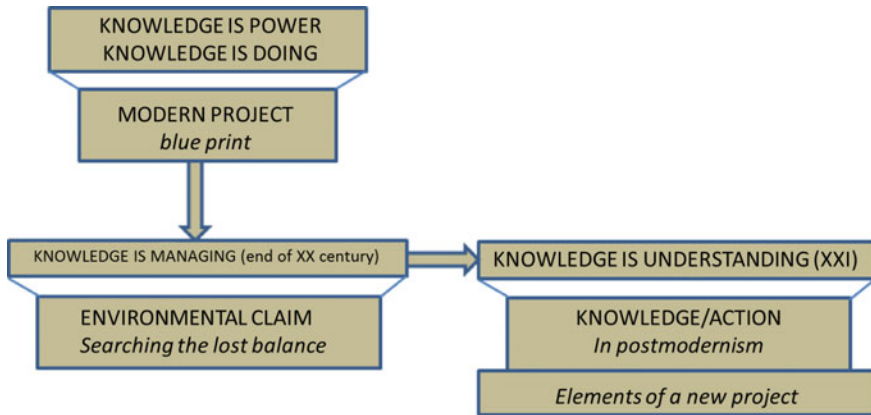 KNOWLEDGE IS POWER
KNOWLEDGE IS DOING
MODERN PROJECT
blue print
KNOWLEDGE IS MANAGING (end of XX century)
KNOWLEDGE IS UNDERSTANDING (XXI)
ENVIRONMENTAL CLAIM
Searching the lost balance
KNOWLEDGE/ACTION
In postmodernism
Elements of a new project